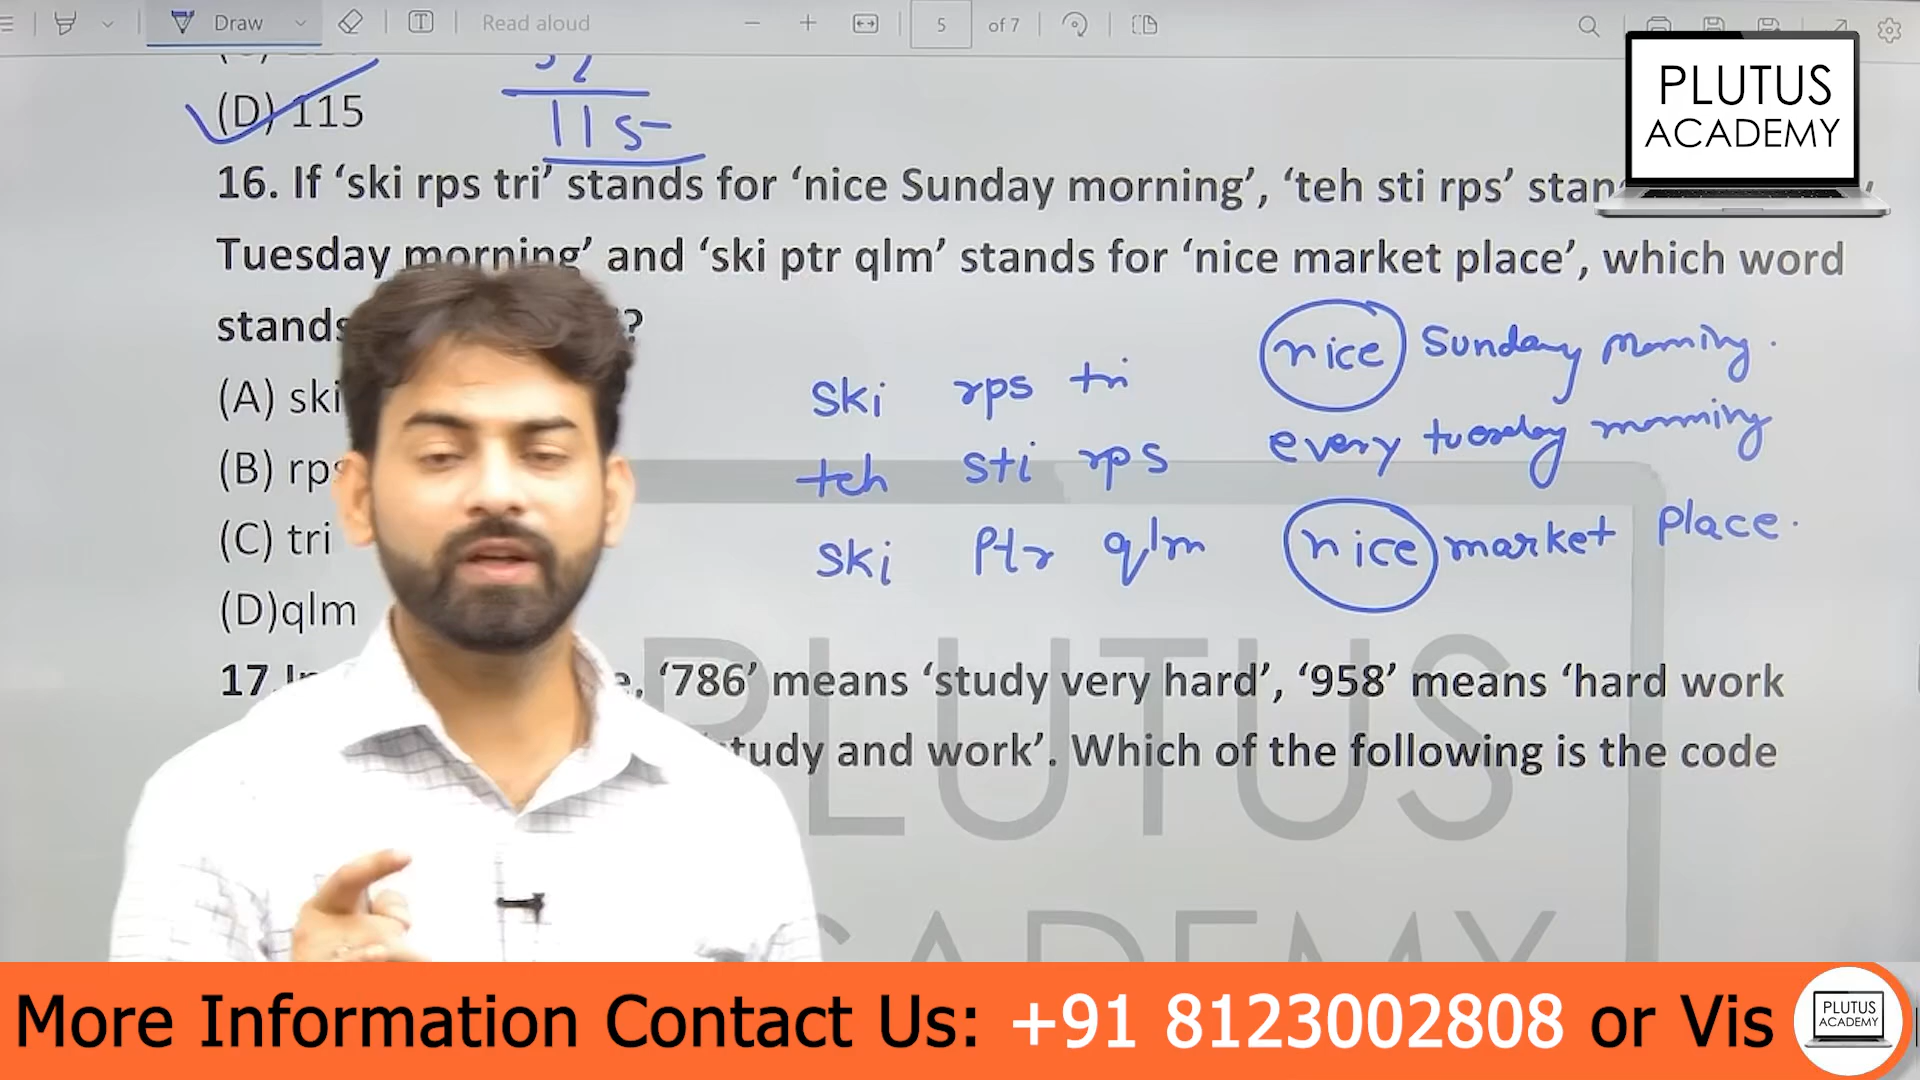 Draw
Read aloud
5 of 7
PLUTUS
ACADEMY
(D) 115
115
16. If ‘ski rps tri’ stands for ‘nice Sunday morning’, ‘teh sti rps’
Tuesday morning’ and ‘ski ptr qlm’ stands for ‘nice market place’, which word
stands ?
(A) ski
(B) rps
(C) tri
(D)qlm
ski rps tri nice Sunday morning.
teh sti rps every tuesday morning
ski ptr qlm nice market place.
17. ‘786’ means ‘study very hard’, ‘958’ means ‘hard work
study and work’. Which of the following is the code
PLUTUS
ACADEMY
More Information Contact Us: +91 8123002808 or Vis
PLUTUS
ACADEMY